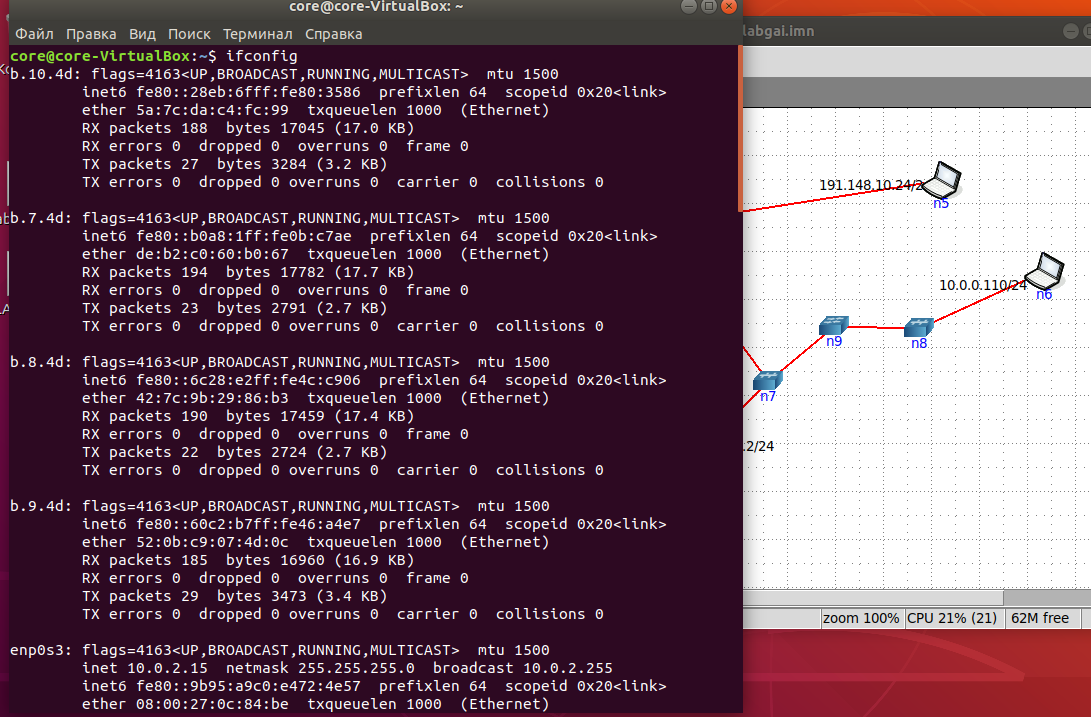 core@core-VirtualBox: ~
Файл Правка Вид Поиск Терминал Справка
core@core-VirtualBox:~$ ifconfig
b.10.4d: flags=4163<UP,BROADCAST,RUNNING,MULTICAST>  mtu 1500
        inet6 fe80::28eb:6fff:fe80:3586  prefixlen 64  scopeid 0x20<link>
        ether 5a:7c:da:c4:fc:99  txqueuelen 1000  (Ethernet)
        RX packets 188  bytes 17045 (17.0 KB)
        RX errors 0  dropped 0  overruns 0  frame 0
        TX packets 27  bytes 3284 (3.2 KB)
        TX errors 0  dropped 0 overruns 0  carrier 0  collisions 0
b.7.4d: flags=4163<UP,BROADCAST,RUNNING,MULTICAST>  mtu 1500
        inet6 fe80::b0a8:1ff:fe0b:c7ae  prefixlen 64  scopeid 0x20<link>
        ether de:b2:c0:60:b0:67  txqueuelen 1000  (Ethernet)
        RX packets 194  bytes 17782 (17.7 KB)
        RX errors 0  dropped 0  overruns 0  frame 0
        TX packets 23  bytes 2791 (2.7 KB)
        TX errors 0  dropped 0 overruns 0  carrier 0  collisions 0
b.8.4d: flags=4163<UP,BROADCAST,RUNNING,MULTICAST>  mtu 1500
        inet6 fe80::6c28:e2ff:fe4c:c906  prefixlen 64  scopeid 0x20<link>
        ether 42:7c:9b:29:86:b3  txqueuelen 1000  (Ethernet)
        RX packets 190  bytes 17459 (17.4 KB)
        RX errors 0  dropped 0  overruns 0  frame 0
        TX packets 22  bytes 2724 (2.7 KB)
        TX errors 0  dropped 0 overruns 0  carrier 0  collisions 0
b.9.4d: flags=4163<UP,BROADCAST,RUNNING,MULTICAST>  mtu 1500
        inet6 fe80::60c2:b7ff:fe46:a4e7  prefixlen 64  scopeid 0x20<link>
        ether 52:0b:c9:07:4d:0c  txqueuelen 1000  (Ethernet)
        RX packets 185  bytes 16960 (16.9 KB)
        RX errors 0  dropped 0  overruns 0  frame 0
        TX packets 29  bytes 3473 (3.4 KB)
        TX errors 0  dropped 0 overruns 0  carrier 0  collisions 0
enp0s3: flags=4163<UP,BROADCAST,RUNNING,MULTICAST>  mtu 1500
        inet 10.0.2.15  netmask 255.255.255.0  broadcast 10.0.2.255
        inet6 fe80::9b95:a9c0:e472:4e57  prefixlen 64  scopeid 0x20<link>
        ether 08:00:27:0c:84:be  txqueuelen 1000  (Ethernet)
labgai.imn
191.148.10.24/2
n5
10.0.0.110/24
n6
n9
n8
n7
.2/24
zoom 100%
CPU 21% (21)
62M free